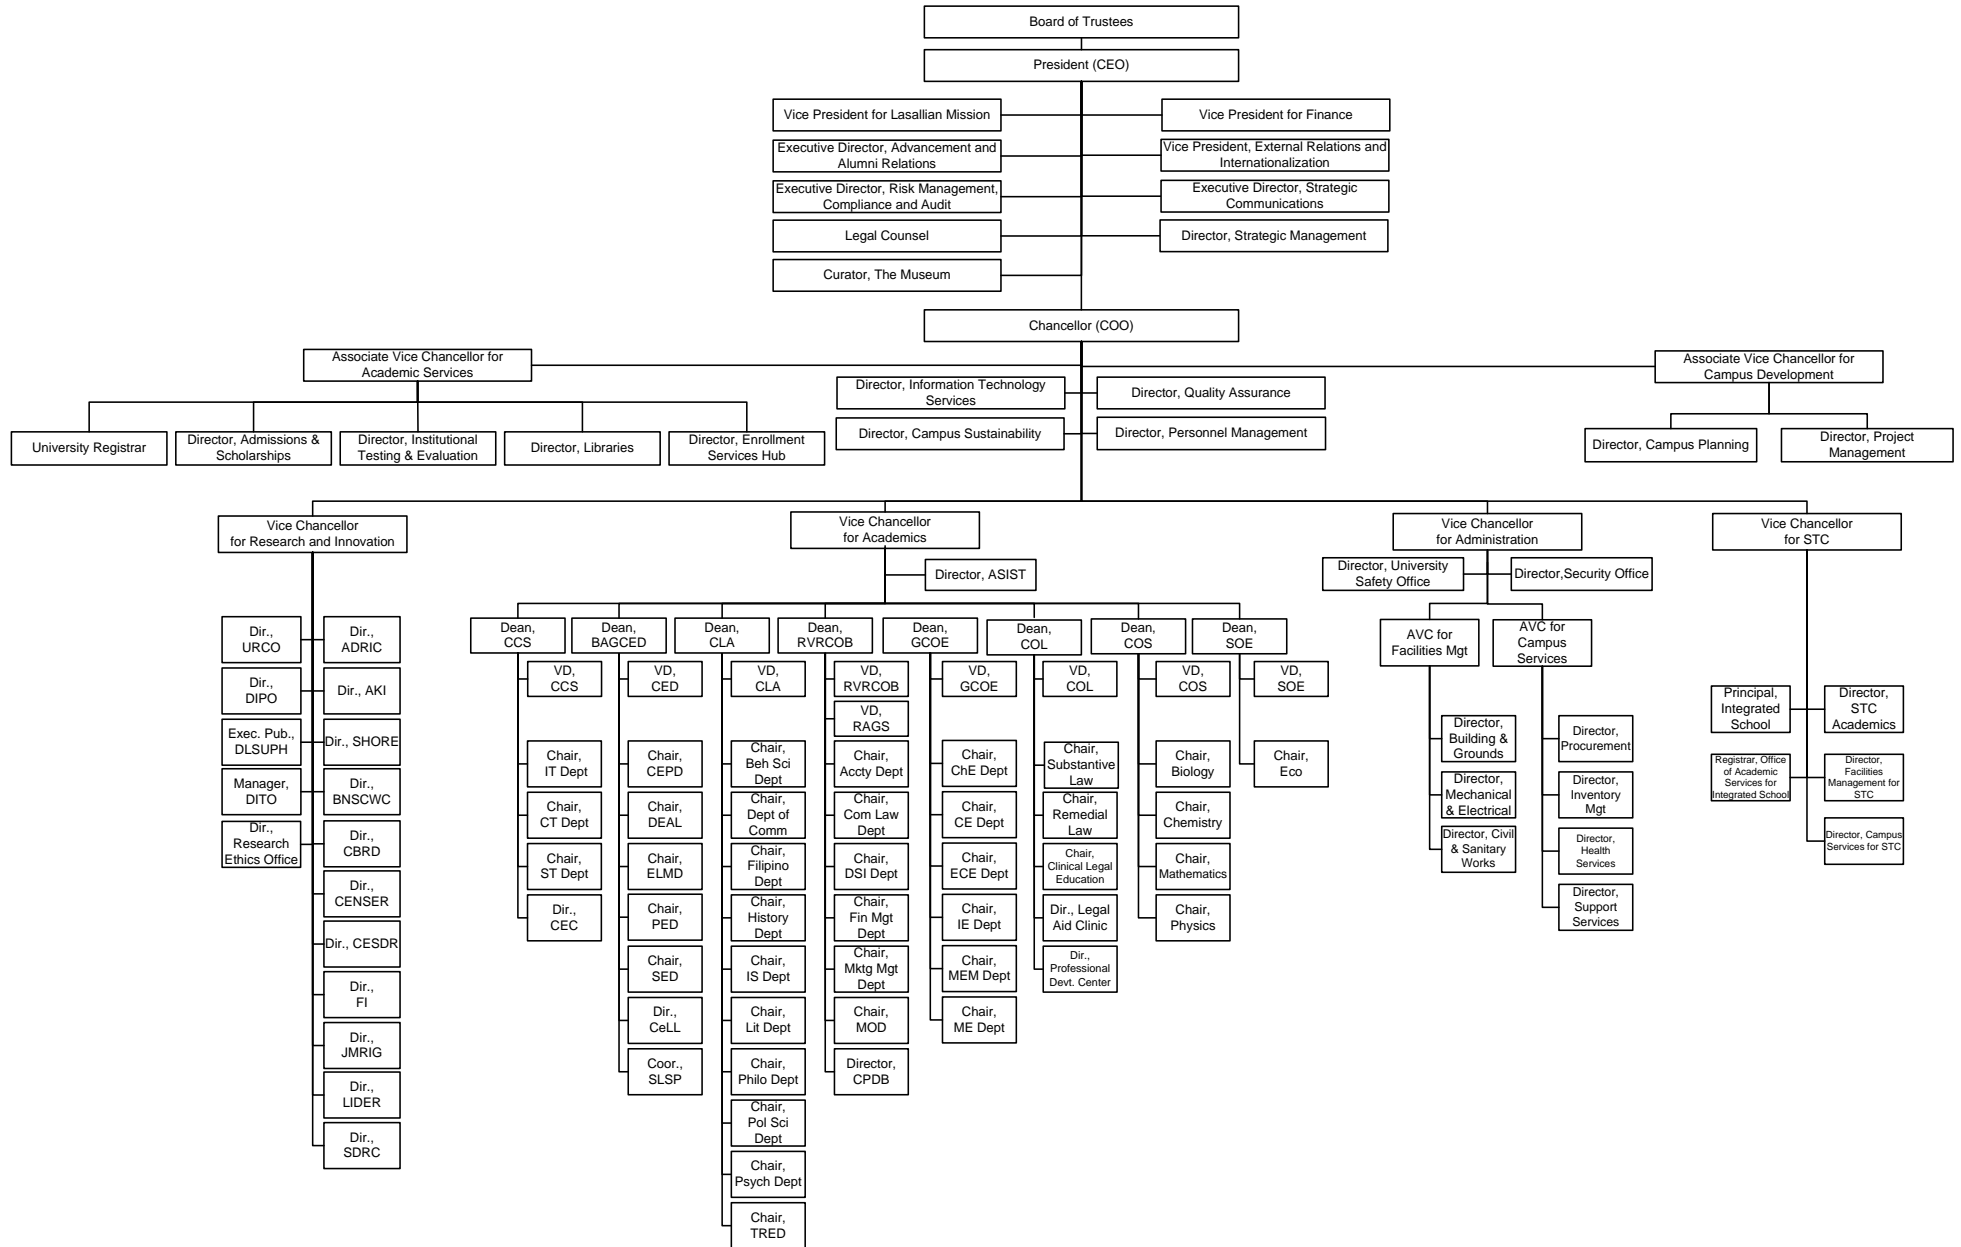 Board of Trustees
President (CEO)
Vice President for Lasallian Mission
Vice President for Finance
Executive Director, Advancement and
Alumni Relations
Vice President, External Relations and
Internationalization
Executive Director, Risk Management,
Compliance and Audit
Executive Director, Strategic
Communications
Legal Counsel
Director, Strategic Management
Curator, The Museum
Chancellor (COO)
Associate Vice Chancellor for
Academic Services
Associate Vice Chancellor for
Campus Development
Director, Information Technology
Services
Director, Quality Assurance
Director, Campus Sustainability
Director, Personnel Management
University Registrar
Director, Admissions &
Scholarships
Director, Institutional
Testing & Evaluation
Director, Libraries
Director, Enrollment
Services Hub
Director, Campus Planning
Director, Project
Management
Vice Chancellor
for Research and Innovation
Vice Chancellor
for Academics
Vice Chancellor
for Administration
Vice Chancellor
for STC
Director, ASIST
Director, University
Safety Office
Director,Security Office
Dir.,
URCO
Dir.,
ADRIC
Dir.,
DIPO
Dir., AKI
Exec. Pub.,
DLSUPH
Dir., SHORE
Manager,
DITO
Dir.,
BNSCWC
Dir.,
Research
Ethics Office
Dir.,
CBRD
Dir.,
CENSER
Dir., CESDR
Dir.,
FI
Dir.,
JMRIG
Dir.,
LIDER
Dir.,
SDRC
Dean,
CCS
VD,
CCS
Chair,
IT Dept
Chair,
CT Dept
Chair,
ST Dept
Dir.,
CEC
Dean,
BAGCED
VD,
CED
Chair,
CEPD
Chair,
DEAL
Chair,
ELMD
Chair,
PED
Chair,
SED
Dir.,
CeLL
Coor.,
SLSP
Dean,
CLA
VD,
CLA
Chair,
Beh Sci
Dept
Chair,
Dept of
Comm
Chair,
Filipino
Dept
Chair,
History
Dept
Chair,
IS Dept
Chair,
Lit Dept
Chair,
Philo Dept
Chair,
Pol Sci
Dept
Chair,
Psych Dept
Chair,
TRED
Dean,
RVRCOB
VD,
RVRCOB
VD,
RAGS
Chair,
Accty Dept
Chair,
Com Law
Dept
Chair,
DSI Dept
Chair,
Fin Mgt
Dept
Chair,
Mktg Mgt
Dept
Chair,
MOD
Director,
CPDB
Dean,
GCOE
VD,
GCOE
Chair,
ChE Dept
Chair,
CE Dept
Chair,
ECE Dept
Chair,
IE Dept
Chair,
MEM Dept
Chair,
ME Dept
Dean,
COL
VD,
COL
Chair,
Substantive
Law
Chair,
Remedial
Law
Chair,
Clinical Legal
Education
Dir., Legal
Aid Clinic
Dir.,
Professional
Devt. Center
Dean,
COS
VD,
COS
Chair,
Biology
Chair,
Chemistry
Chair,
Mathematics
Chair,
Physics
Dean,
SOE
VD,
SOE
Chair,
Eco
AVC for
Facilities Mgt
Director,
Building &
Grounds
Director,
Mechanical
& Electrical
Director, Civil
& Sanitary
Works
AVC for
Campus
Services
Director,
Procurement
Director,
Inventory
Mgt
Director,
Health
Services
Director,
Support
Services
Principal,
Integrated
School
Director,
STC
Academics
Registrar, Office
of Academic
Services for
Integrated School
Director,
Facilities
Management for
STC
Director, Campus
Services for STC